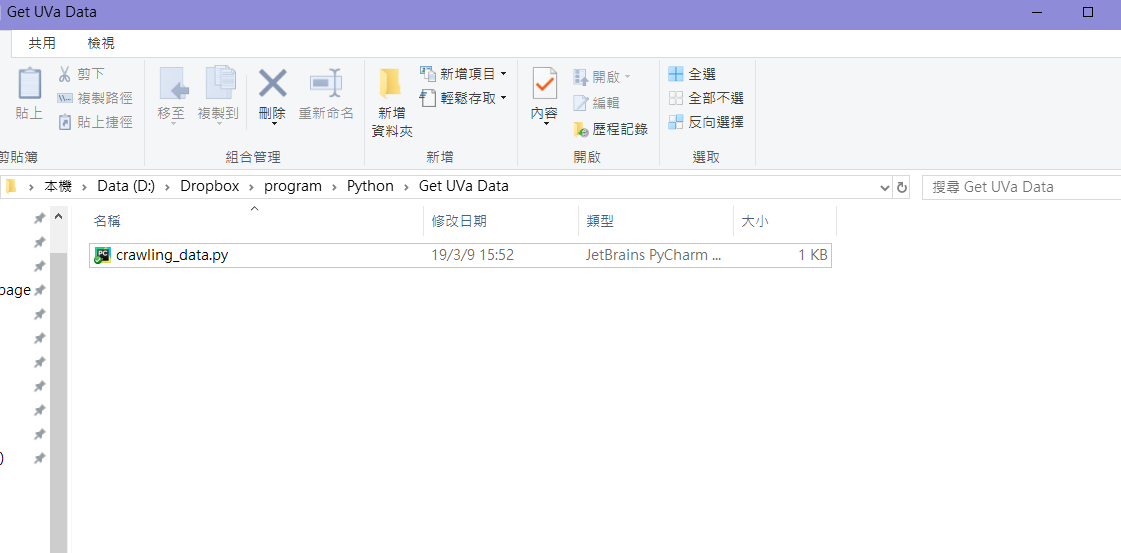 Get UVa Data
共用 檢視
貼上
剪下
複製路徑
貼上捷徑
剪貼簿
移至
複製到
刪除
重新命名
組合管理
新增
資料夾
新增項目
輕鬆存取
新增
內容
開啟
編輯
歷程記錄
開啟
全選
全部不選
反向選擇
選取
本機 Data (D:) Dropbox program Python Get UVa Data
搜尋 Get UVa Data
名稱 修改日期 類型 大小
crawling_data.py 19/3/9 15:52 JetBrains PyCharm ... 1 KB
page
)